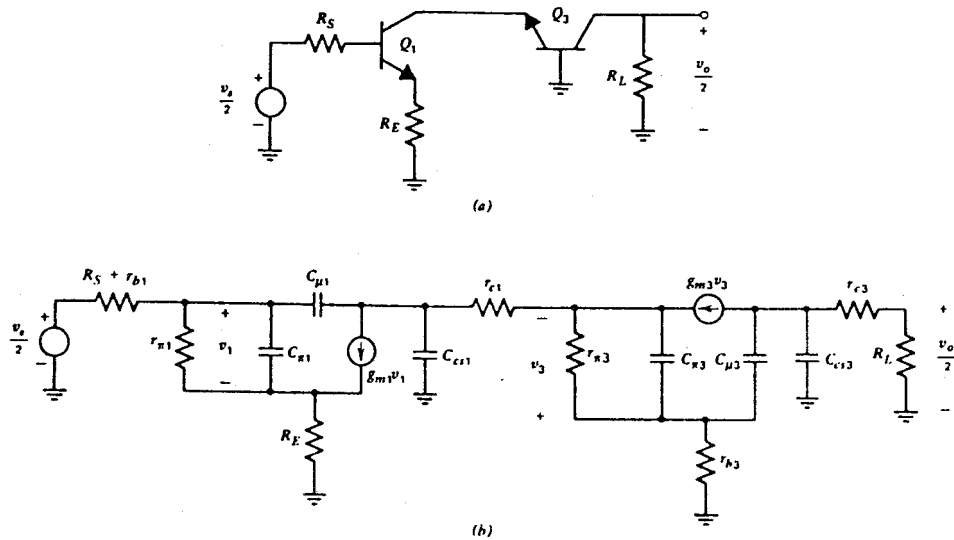 R_S
Q_1
Q_3
v_s/2
+
−
R_E
R_L
+
v_o/2
−
(a)
R_S + r_b1
C_μ1
r_c1
g_m3 v_3
r_c3
v_s/2
+
−
r_π1
+
v_1
−
C_π1
g_m1 v_1
C_cs1
−
v_3
+
r_π3
C_π3
C_μ3
C_cs3
R_L
+
v_o/2
−
R_E
r_b3
(b)